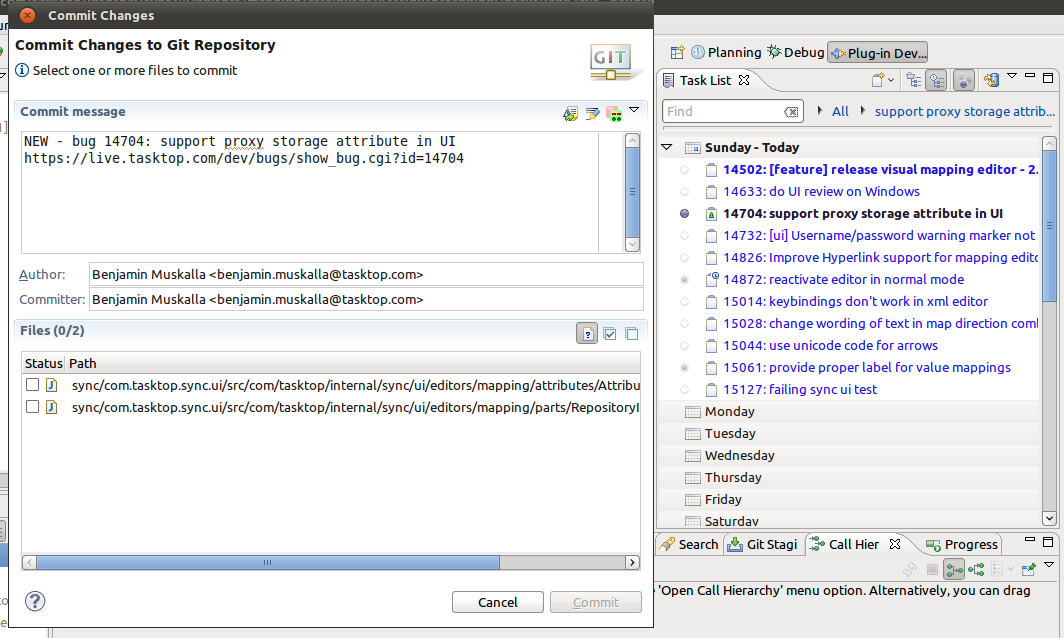 Commit Changes
Commit Changes to Git Repository
Select one or more files to commit
GIT
Commit message
NEW - bug 14704: support proxy storage attribute in UI
https://live.tasktop.com/dev/bugs/show_bug.cgi?id=14704
Author: Benjamin Muskalla <benjamin.muskalla@tasktop.com>
Committer: Benjamin Muskalla <benjamin.muskalla@tasktop.com>
Files (0/2)
Status Path
sync/com.tasktop.sync.ui/src/com/tasktop/internal/sync/ui/editors/mapping/attributes/Attribu
sync/com.tasktop.sync.ui/src/com/tasktop/internal/sync/ui/editors/mapping/parts/RepositoryI
Cancel Commit
Planning Debug Plug-in Dev...
Task List
Find All support proxy storage attrib...
Sunday - Today
14502: [feature] release visual mapping editor - 2.
14633: do UI review on Windows
14704: support proxy storage attribute in UI
14732: [ui] Username/password warning marker not
14826: Improve Hyperlink support for mapping edito
14872: reactivate editor in normal mode
15014: keybindings don't work in xml editor
15028: change wording of text in map direction com
15044: use unicode code for arrows
15061: provide proper label for value mappings
15127: failing sync ui test
Monday
Tuesday
Wednesday
Thursday
Friday
Saturday
Search Git Stagi Call Hier Progress
'Open Call Hierarchy' menu option. Alternatively, you can drag